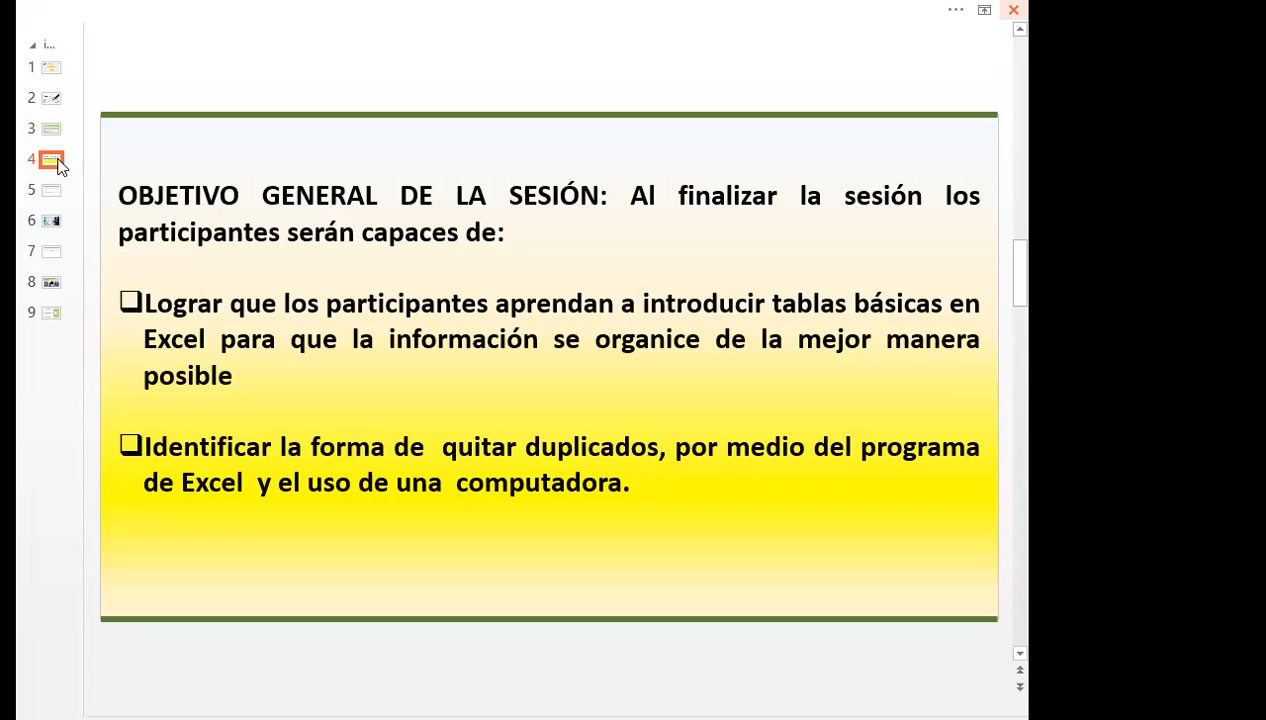 i...
1
2
3
4
5
6
7
8
9
OBJETIVO GENERAL DE LA SESIÓN: Al finalizar la sesión los
participantes serán capaces de:
❑Lograr que los participantes aprendan a introducir tablas básicas en
Excel para que la información se organice de la mejor manera
posible
❑Identificar la forma de quitar duplicados, por medio del programa
de Excel y el uso de una computadora.